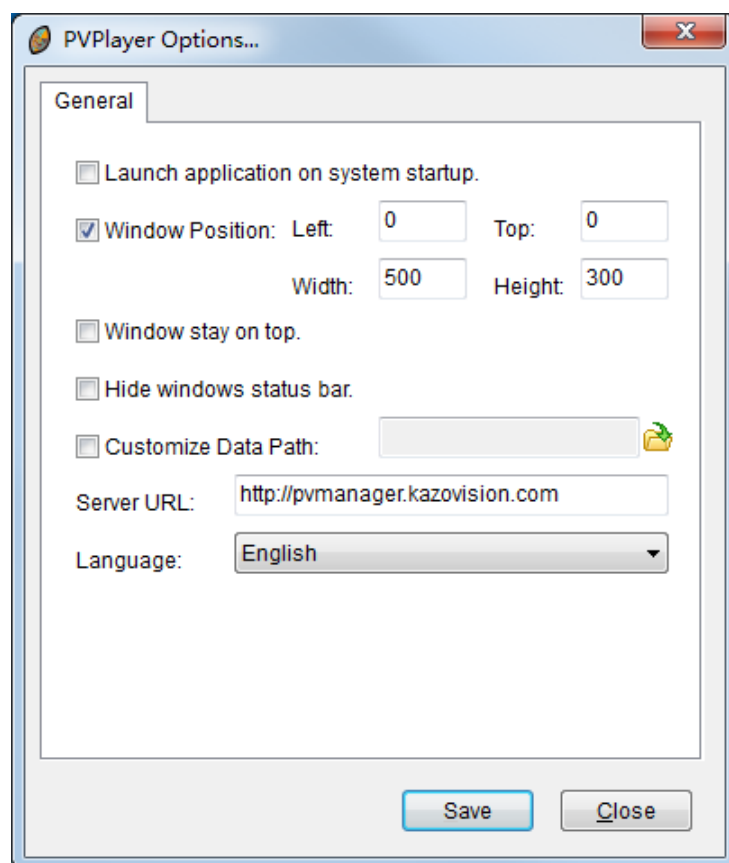 PVPlayer Options...
General
Launch application on system startup.
Window Position: Left: 0 Top: 0
Width: 500 Height: 300
Window stay on top.
Hide windows status bar.
Customize Data Path:
Server URL: http://pvmanager.kazovision.com
Language: English
Save Close